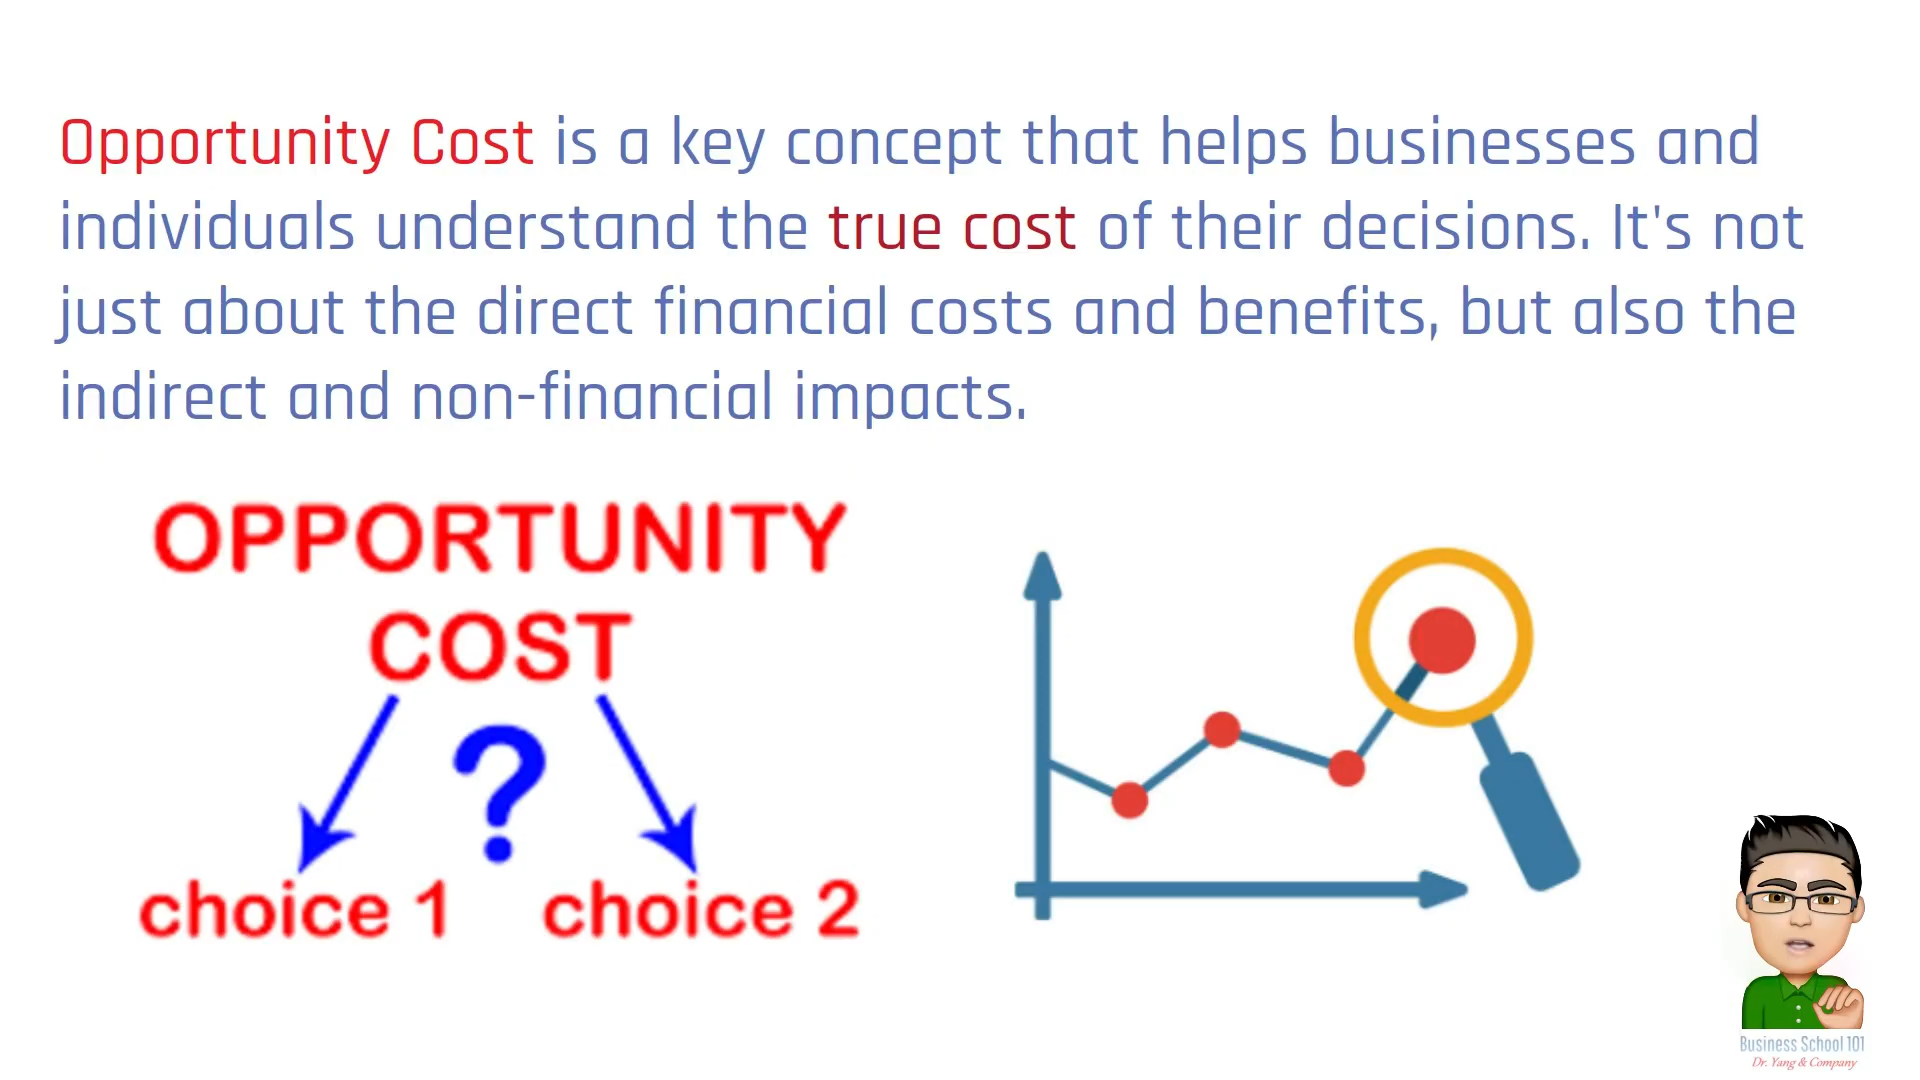 Opportunity Cost is a key concept that helps businesses and
individuals understand the true cost of their decisions. It's not
just about the direct financial costs and benefits, but also the
indirect and non-financial impacts.
OPPORTUNITY
COST
?
choice 1 choice 2
Business School 101
Dr. Yang & Company